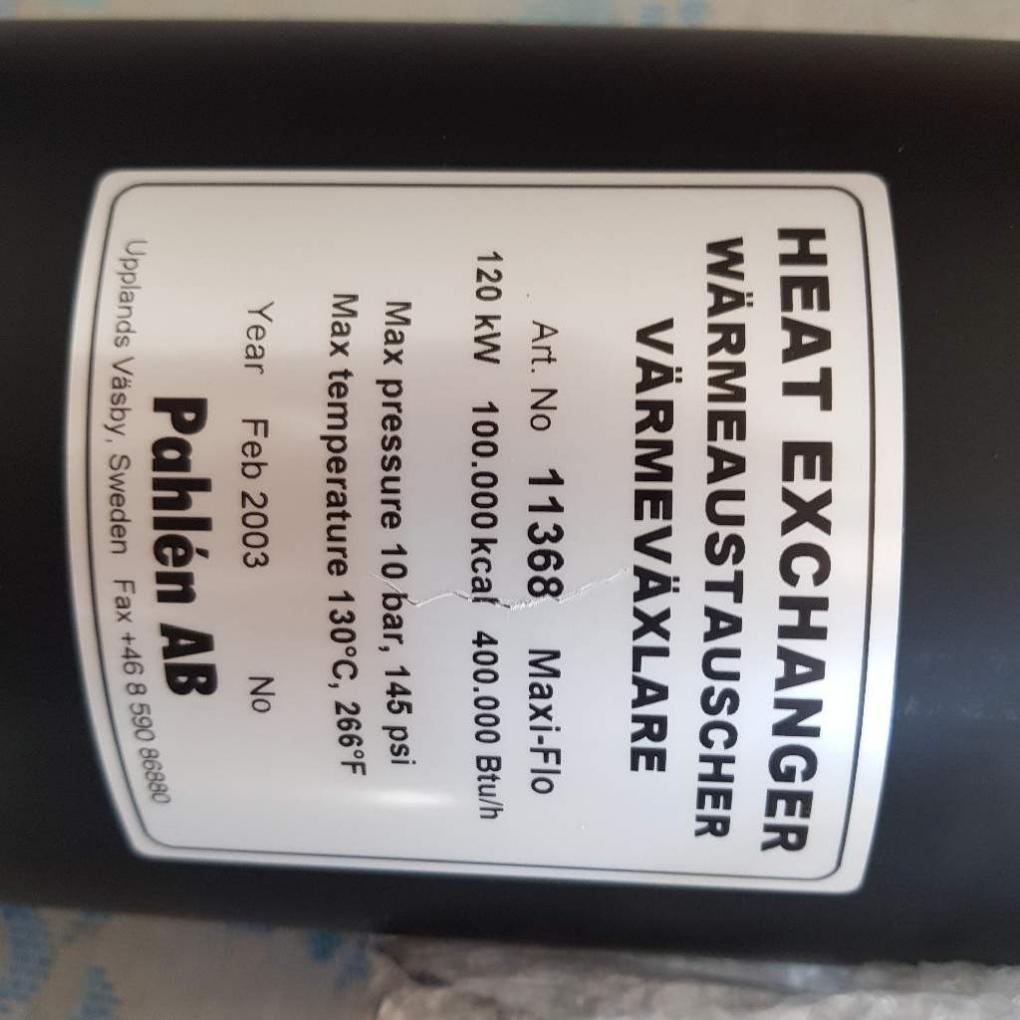 HEAT EXCHANGER
WÄRMEAUSTAUSCHER
VÄRMEVÄXLARE
Art. No 11368 Maxi-Flo
120 kW 100.000 kcal 400.000 Btu/h
Max pressure 10 bar, 145 psi
Max temperature 130°C, 266°F
Year Feb 2003 No
Pahlén AB
Upplands Väsby, Sweden Fax +46 8 590 86880